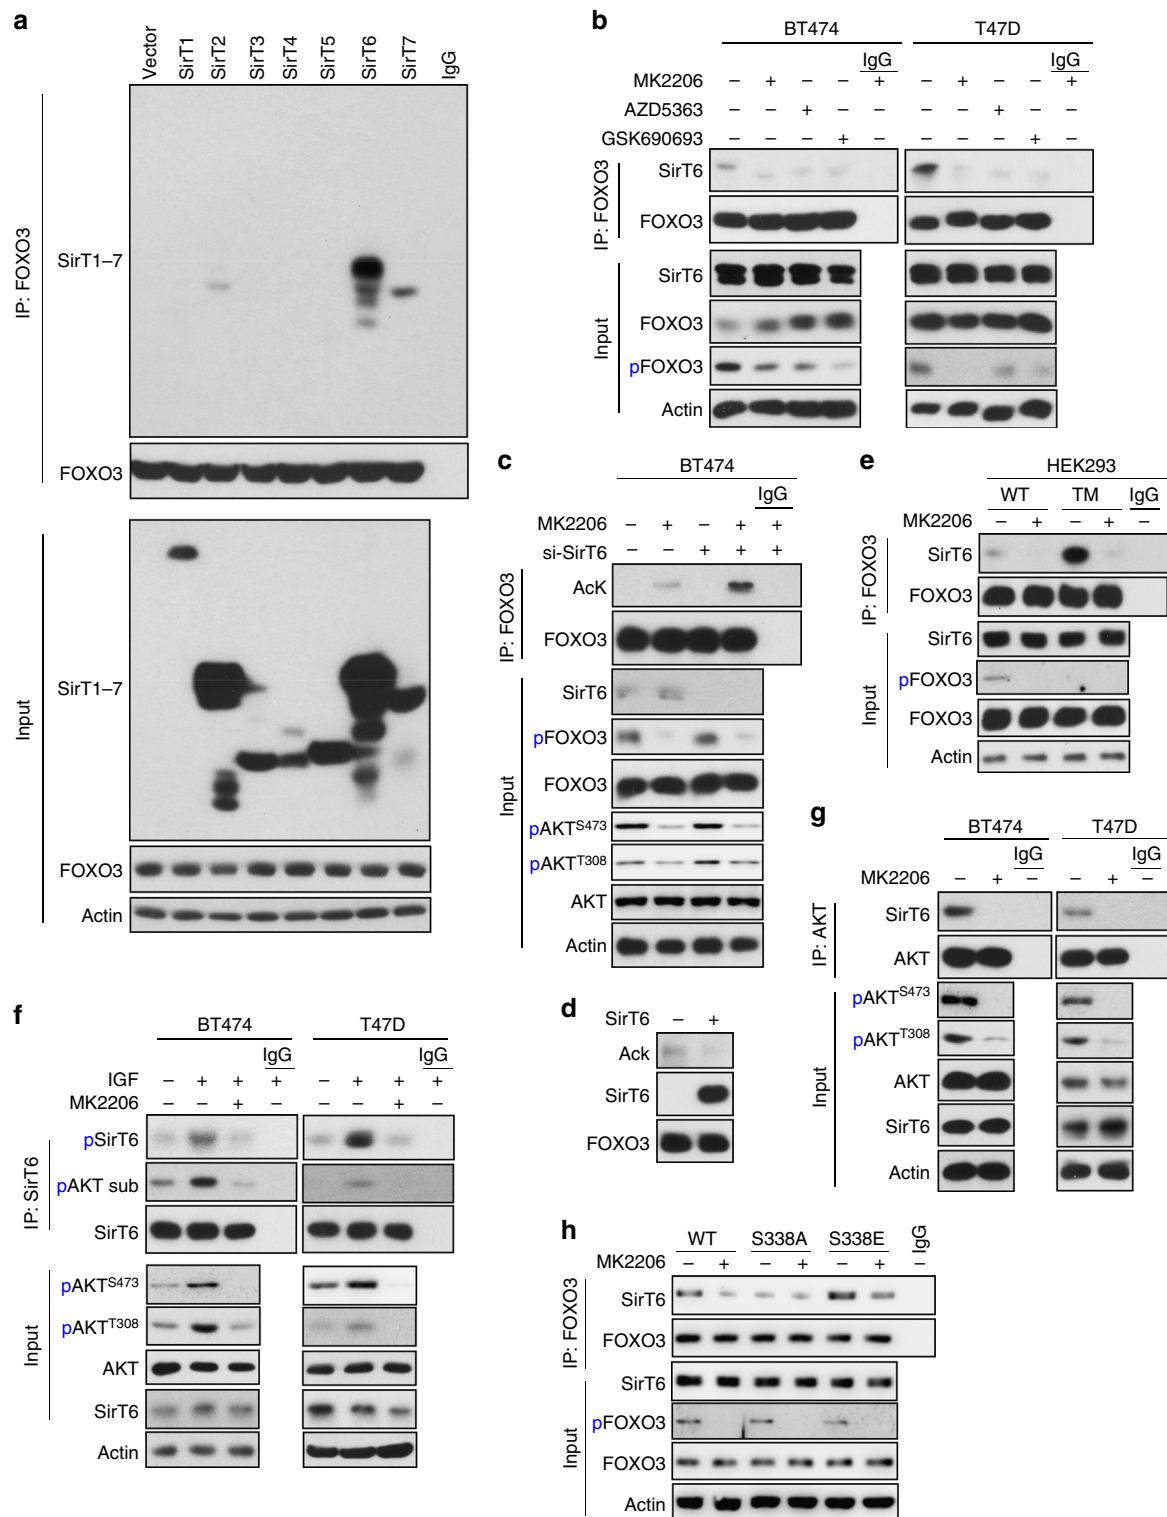 a
Vector SirT1 SirT2 SirT3 SirT4 SirT5 SirT6 SirT7 IgG
IP: FOXO3
SirT1–7
FOXO3
Input
SirT1–7
FOXO3
Actin
b
BT474 T47D
IgG IgG
MK2206 – + – – + – + – – +
AZD5363 – – + – – – – + – –
GSK690693 – – – + – – – – + –
IP: FOXO3
SirT6
FOXO3
Input
SirT6
FOXO3
pFOXO3
Actin
c
BT474
IgG
MK2206 – + – + +
si-SirT6 – – + + +
IP: FOXO3
AcK
FOXO3
Input
SirT6
pFOXO3
FOXO3
pAKTS473
pAKTT308
AKT
Actin
e
HEK293
WT TM IgG
MK2206 – + – + –
IP: FOXO3
SirT6
FOXO3
Input
SirT6
pFOXO3
FOXO3
Actin
d
SirT6 – +
Ack
SirT6
FOXO3
g
BT474 T47D
IgG IgG
MK2206 – + – – + –
IP: AKT
SirT6
AKT
Input
pAKTS473
pAKTT308
AKT
SirT6
Actin
f
BT474 T47D
IgG IgG
IGF – + + + – + + +
MK2206 – – + – – – + –
IP: SirT6
pSirT6
pAKT sub
SirT6
Input
pAKTS473
pAKTT308
AKT
SirT6
Actin
h
WT S338A S338E IgG
MK2206 – + – + – + –
IP: FOXO3
SirT6
FOXO3
Input
SirT6
pFOXO3
FOXO3
Actin